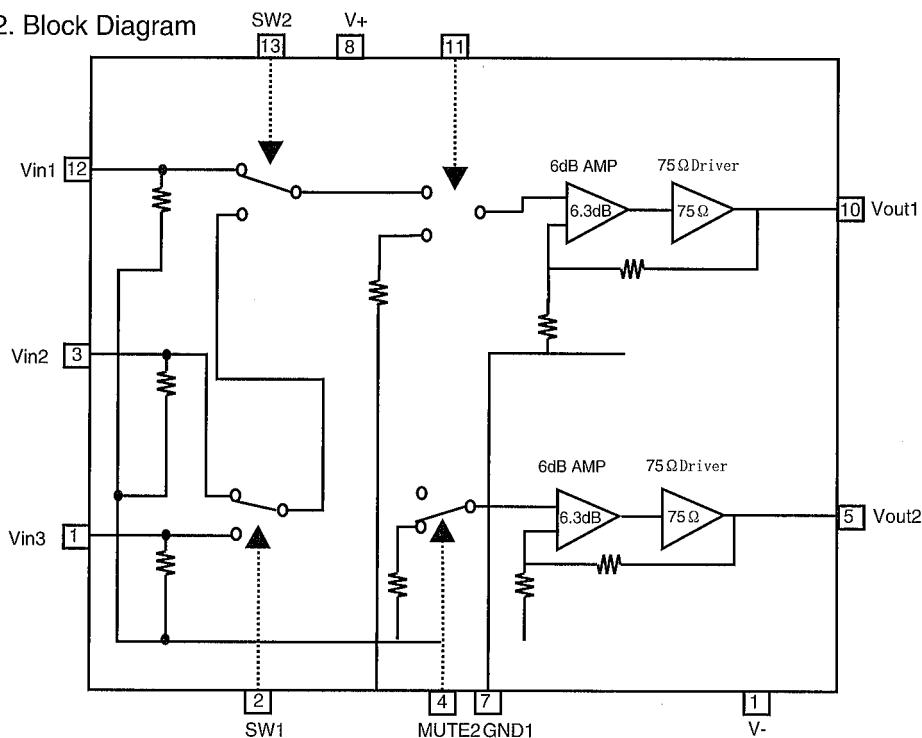 2. Block Diagram
SW2
V+
13
8
11
Vin1
12
6dB AMP
75ΩDriver
6.3dB
75Ω
10
Vout1
Vin2
3
6dB AMP
75ΩDriver
6.3dB
75Ω
5
Vout2
Vin3
1
2
4
7
1
SW1
MUTE2
GND1
V-